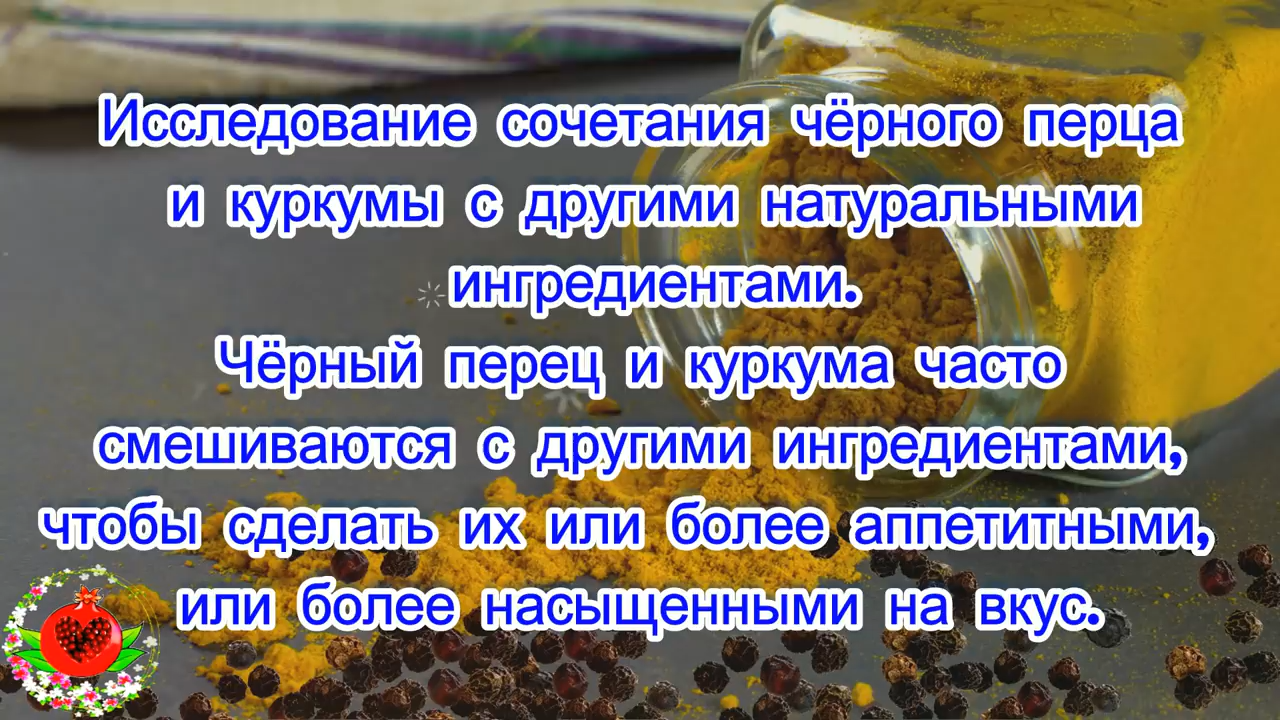 Исследование сочетания чёрного перца
и куркумы с другими натуральными
ингредиентами.
Чёрный перец и куркума часто
смешиваются с другими ингредиентами,
чтобы сделать их или более аппетитными,
или более насыщенными на вкус.